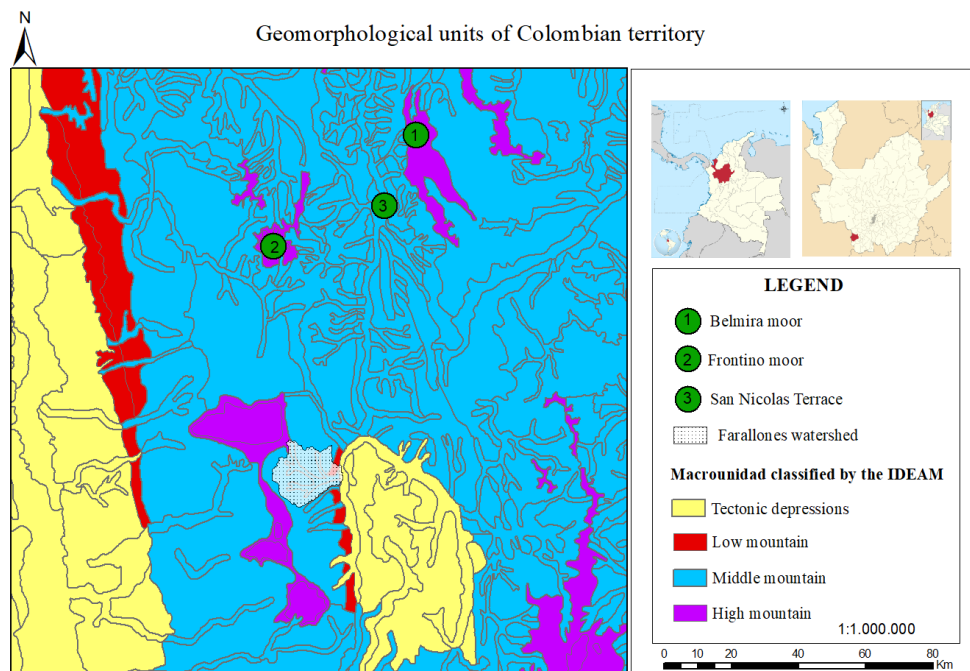 N
Geomorphological units of Colombian territory
1
3
2
LEGEND
1 Belmira moor
2 Frontino moor
3 San Nicolas Terrace
Farallones watershed
Macrounidad classified by the IDEAM
Tectonic depressions
Low mountain
Middle mountain
High mountain
1:1.000.000
0 10 20 40 60 80
Km